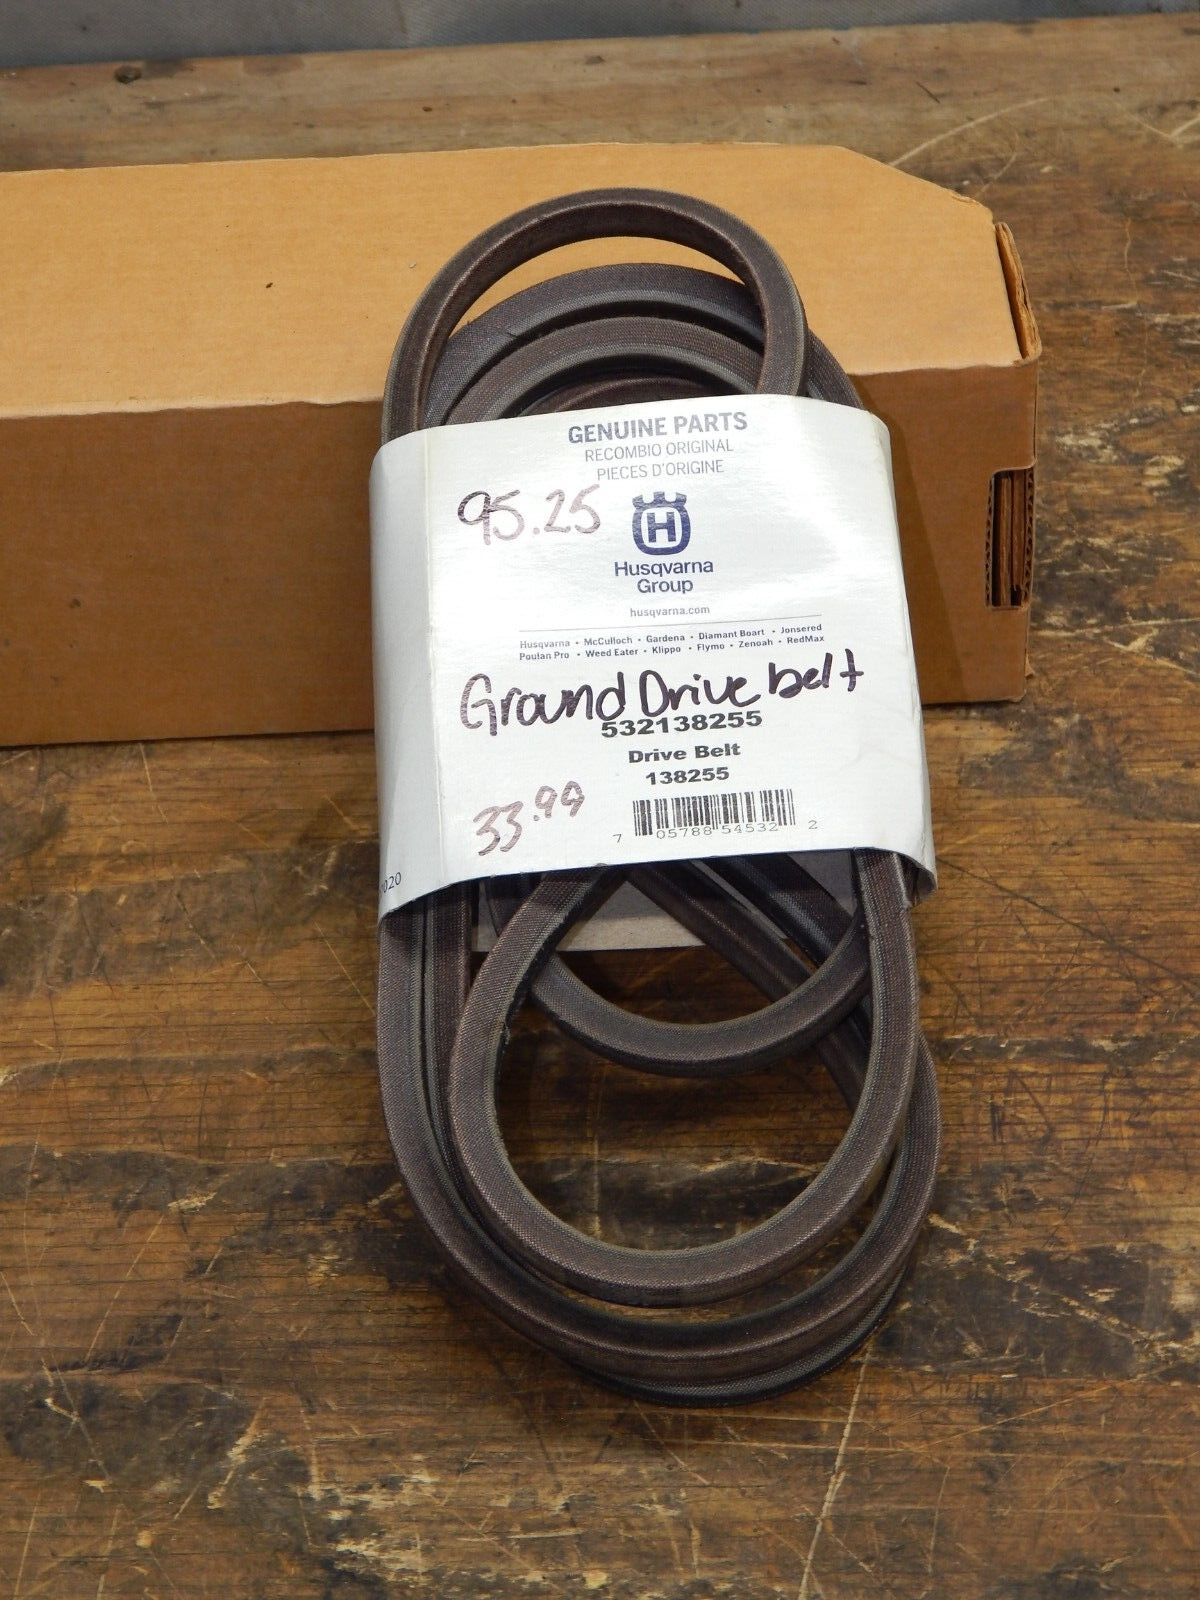 GENUINE PARTS
RECOMBIO ORIGINAL
PIECES D'ORIGINE
95.25
H
Husqvarna
Group
husqvarna.com
Husqvarna • McCulloch • Gardena • Diamant Boart • Jonsered
Poulan Pro • Weed Eater • Klippo • Flymo • Zenoah • RedMax
Ground Drive belt
532138255
Drive Belt
138255
33.99
7 05788 54532 2